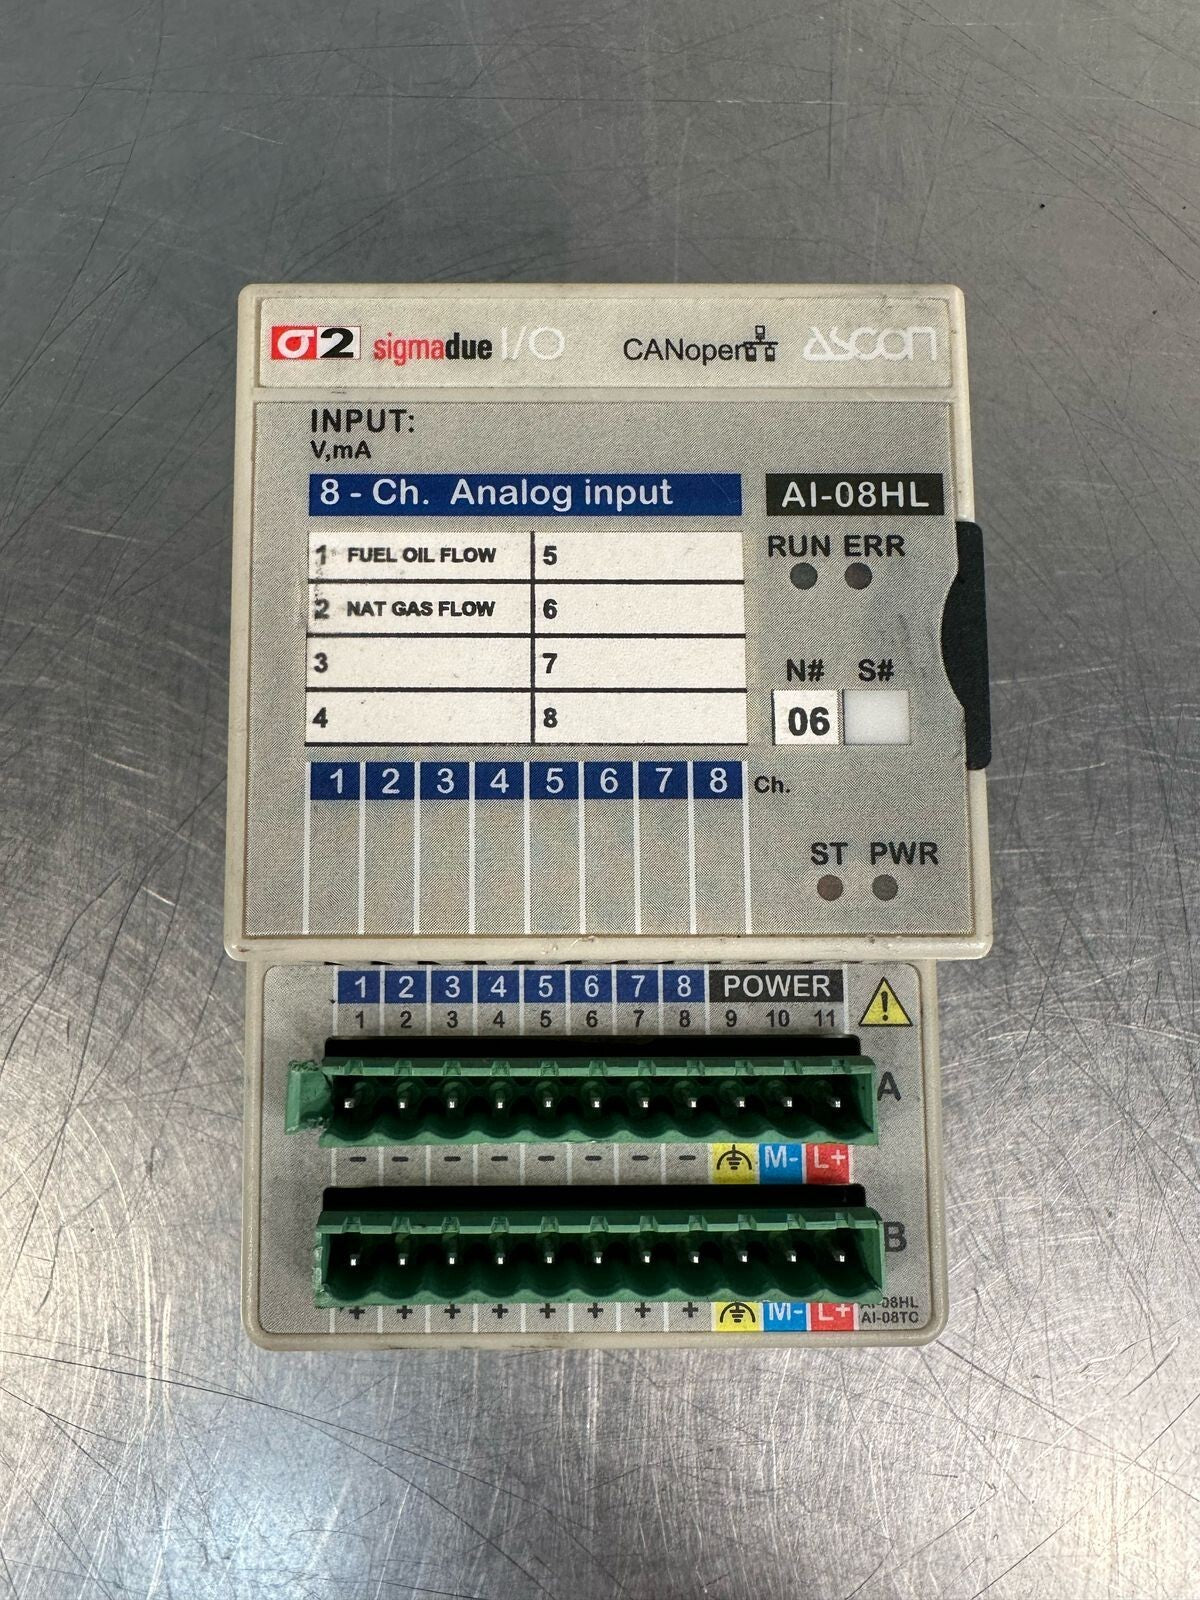 σ2 sigmadue I/O CANopen ASCON
INPUT:
V,mA
8 - Ch. Analog input AI-08HL
1 FUEL OIL FLOW 5 RUN ERR
2 NAT GAS FLOW 6
3 7 N# S#
4 8 06
1 2 3 4 5 6 7 8 Ch.
ST PWR
1 2 3 4 5 6 7 8 POWER
1 2 3 4 5 6 7 8 9 10 11
A
- - - - - - - - M- L+
B
+ + + + + + + + M- L+ AI-08HL
AI-08TC